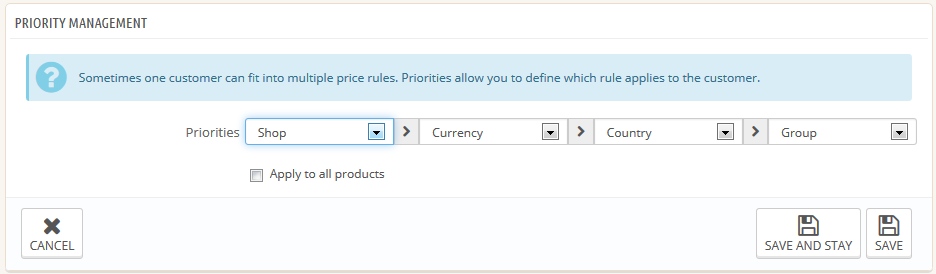 PRIORITY MANAGEMENT
Sometimes one customer can fit into multiple price rules. Priorities allow you to define which rule applies to the customer.
Priorities Shop > Currency > Country > Group
Apply to all products
CANCEL SAVE AND STAY SAVE